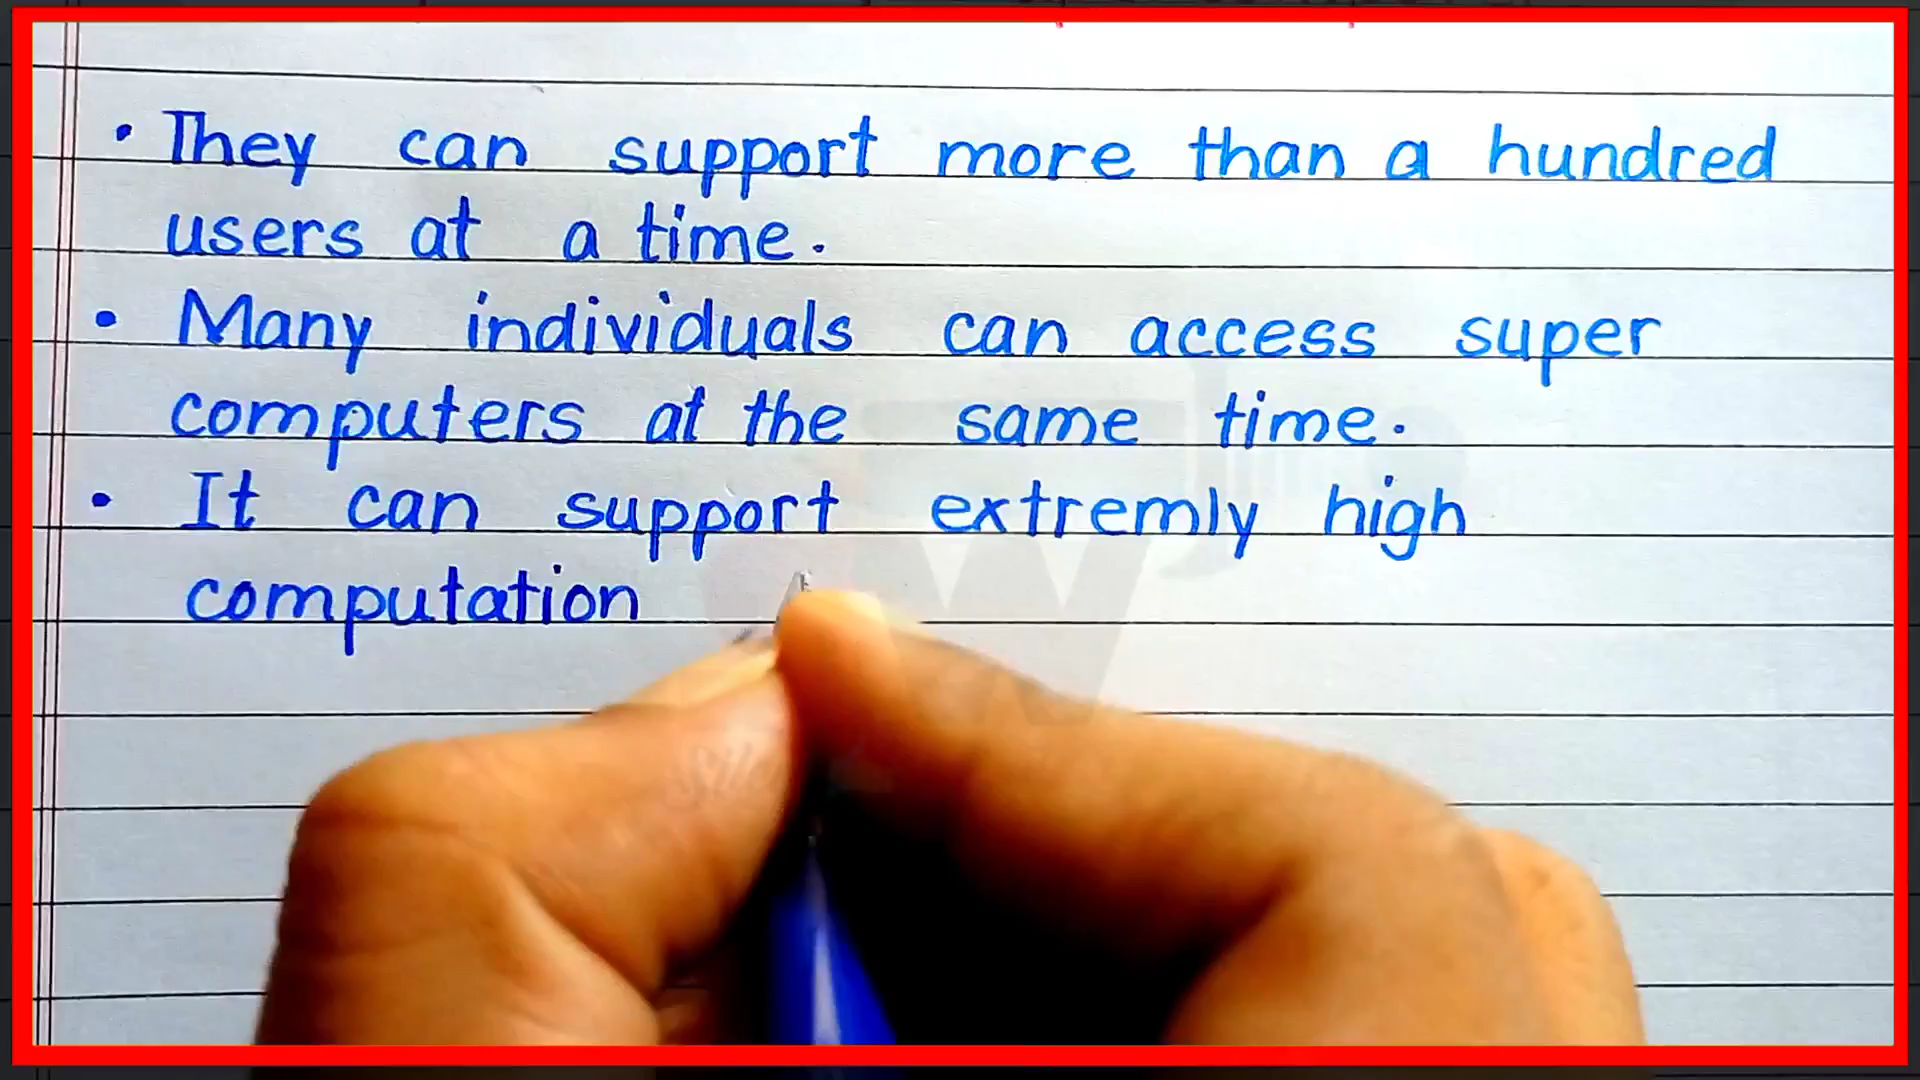 • They can support more than a hundred
users at a time.
• Many individuals can access super
computers at the same time.
• It can support extremly high
computation